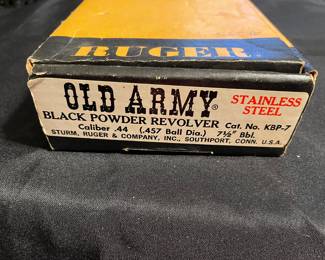 RUGER
OLD ARMY® STAINLESS STEEL
BLACK POWDER REVOLVER Cat. No. KBP-7
Caliber .44 (.457 Ball Dia.) 7½" Bbl.
STURM, RUGER & COMPANY, INC., SOUTHPORT, CONN. U.S.A.